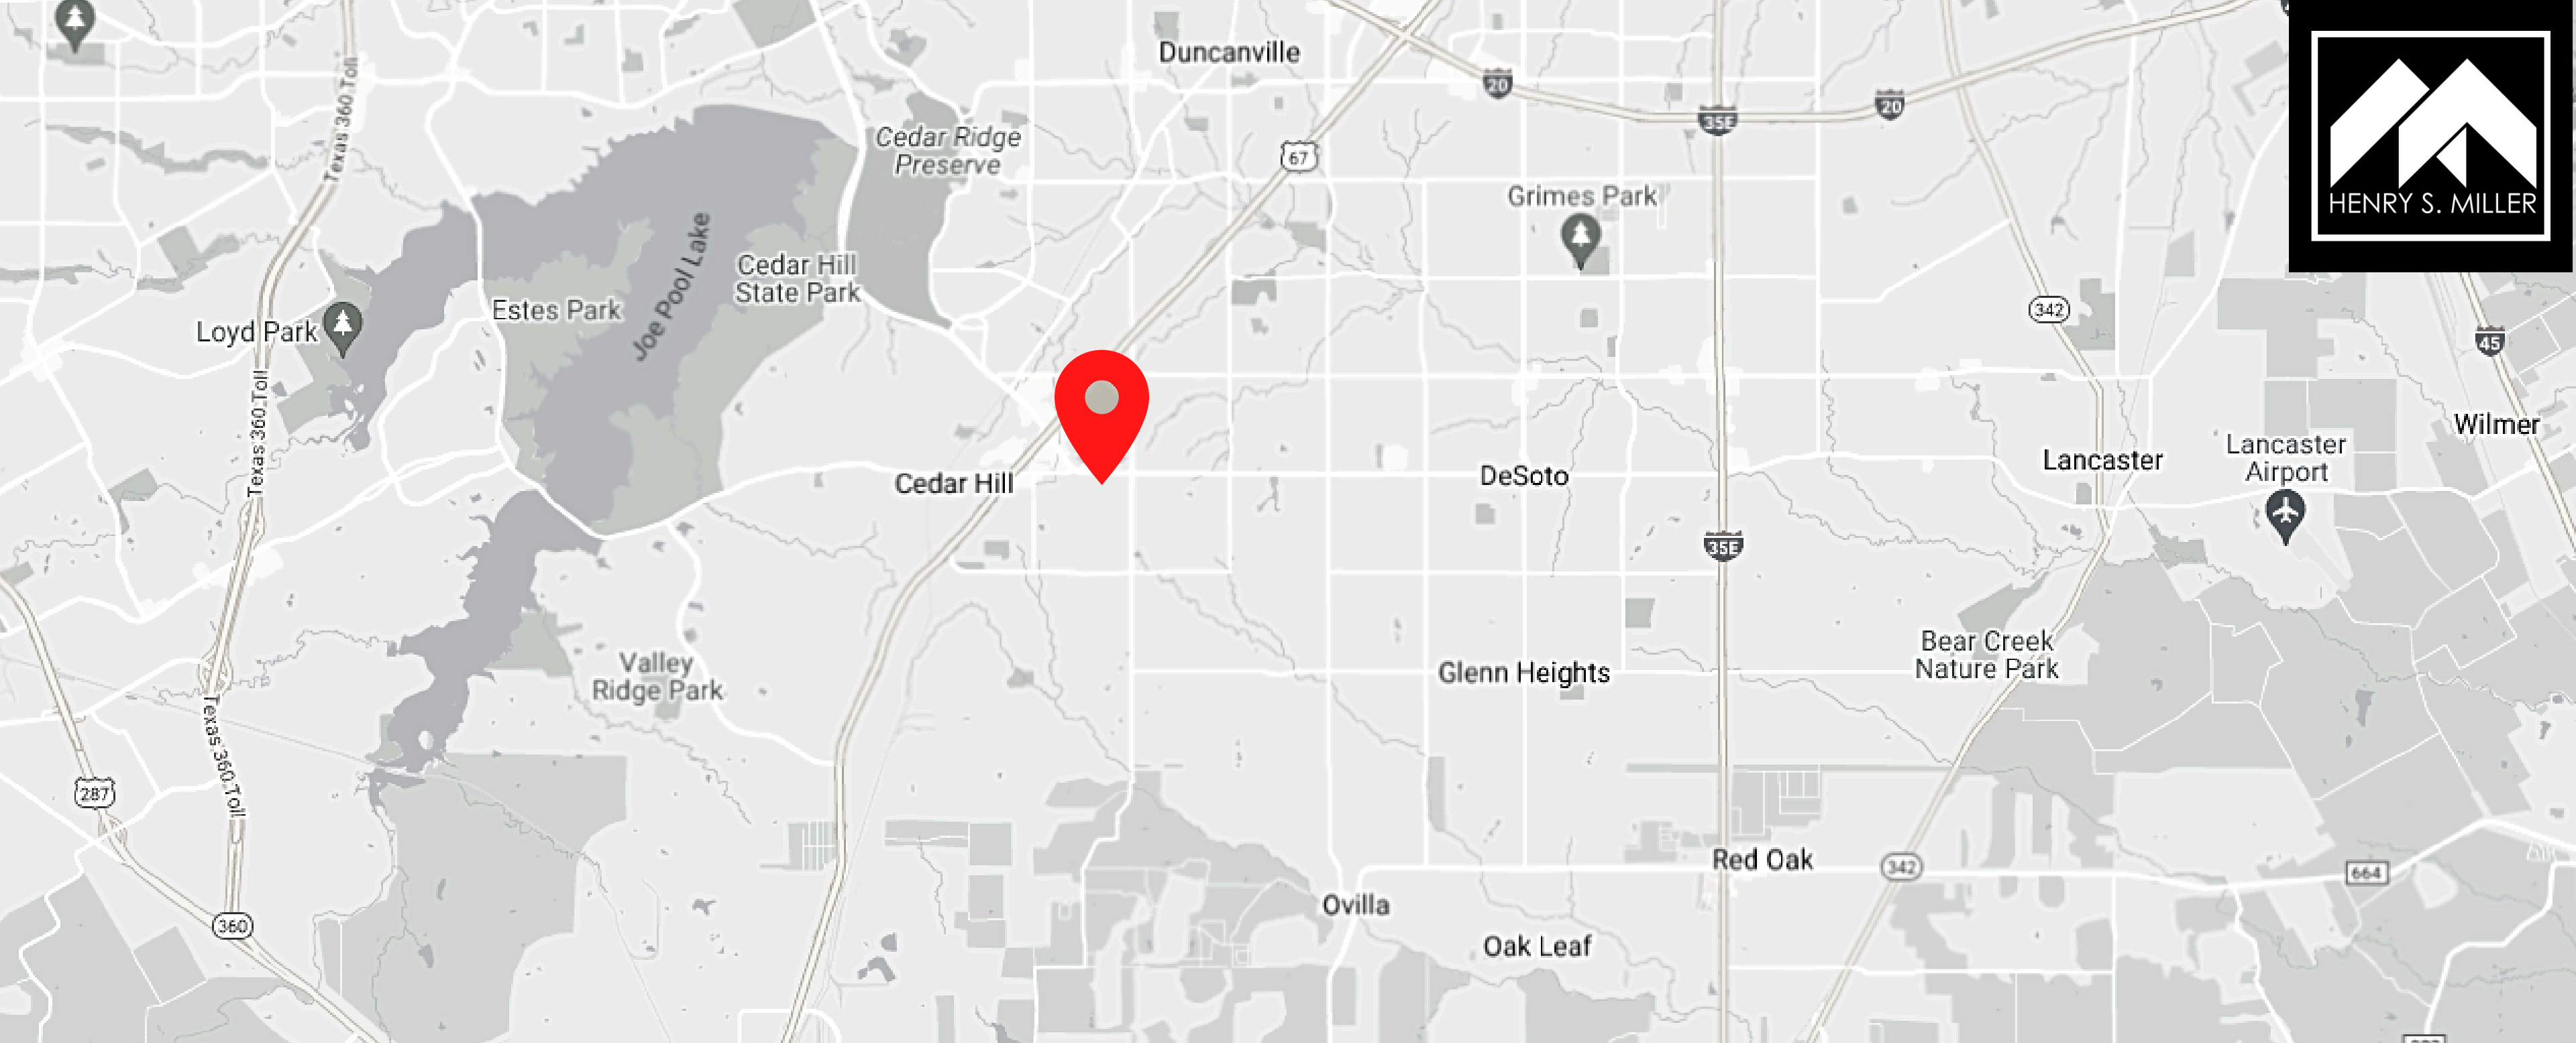 Duncanville
20
35E
20
HENRY S. MILLER
Texas 360 Toll
Cedar Ridge
Preserve
67
Grimes Park
Joe Pool Lake
Cedar Hill
State Park
Estes Park
Loyd Park
342
45
Texas 360 Toll
Wilmer
Lancaster
Airport
Lancaster
Cedar Hill
DeSoto
35E
Bear Creek
Nature Park
Valley
Ridge Park
Glenn Heights
Texas 360 Toll
287
Red Oak
342
664
Ovilla
360
Oak Leaf